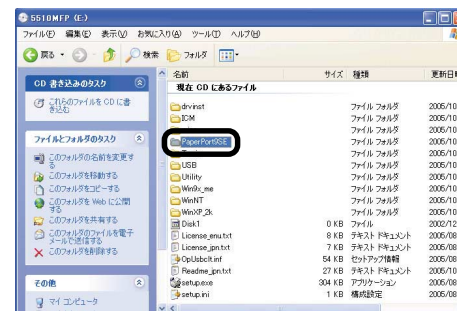 5510MFP (E:)
ファイル(F) 編集(E) 表示(V) お気に入り(A) ツール(T) ヘルプ(H)
戻る 検索 フォルダ
CD 書き込みのタスク
これらのファイルを CD に書き込む
ファイルとフォルダのタスク
このフォルダの名前を変更する
このフォルダを移動する
このフォルダをコピーする
このフォルダを Web に公開する
このフォルダを共有する
このフォルダのファイルを電子メールで送信する
このフォルダを削除する
その他
マイ コンピュータ
名前 サイズ 種類 更新日
現在 CD にあるファイル
drvinst ファイル フォルダ 2005/10
ICM ファイル フォルダ 2005/10
ファイル フォルダ 2005/10
PaperPort9SE ファイル フォルダ 2005/10
ファイル フォルダ 2005/10
USB ファイル フォルダ 2005/10
Utility ファイル フォルダ 2005/10
Win9x_me ファイル フォルダ 2005/10
WinNT ファイル フォルダ 2005/10
WinXP_2k ファイル フォルダ 2005/10
Disk1 0 KB ファイル 2002/12
License_enu.txt 8 KB テキスト ドキュメント 2005/08
License_jpn.txt 7 KB テキスト ドキュメント 2005/08
OpUsbclt.inf 54 KB セットアップ情報 2005/08
Readme_jpn.txt 27 KB テキスト ドキュメント 2005/10
setup.exe 304 KB アプリケーション 2005/08
setup.ini 1 KB 構成設定 2005/08